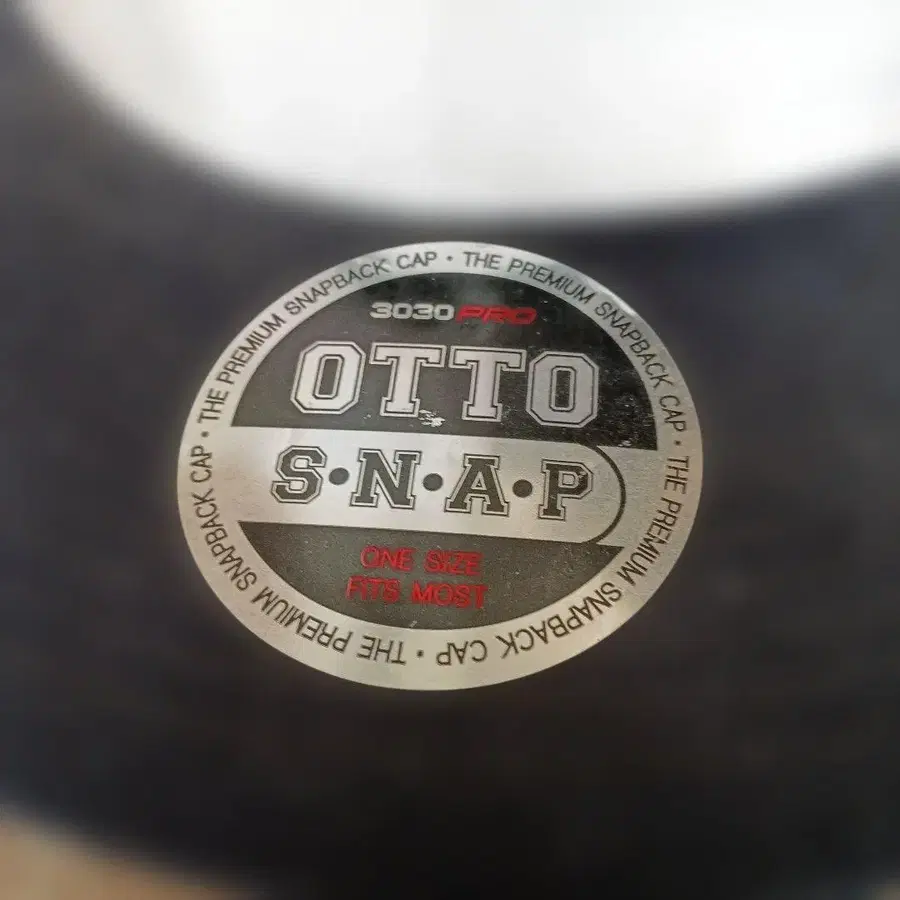 THE PREMIUM SNAPBACK CAP • THE PREMIUM SNAPBACK CAP • THE PREMIUM SNAPBACK CAP • THE PREMIUM SNAPBACK CAP •
3030 PRO
OTTO
S•N•A•P
ONE SIZE
FITS MOST